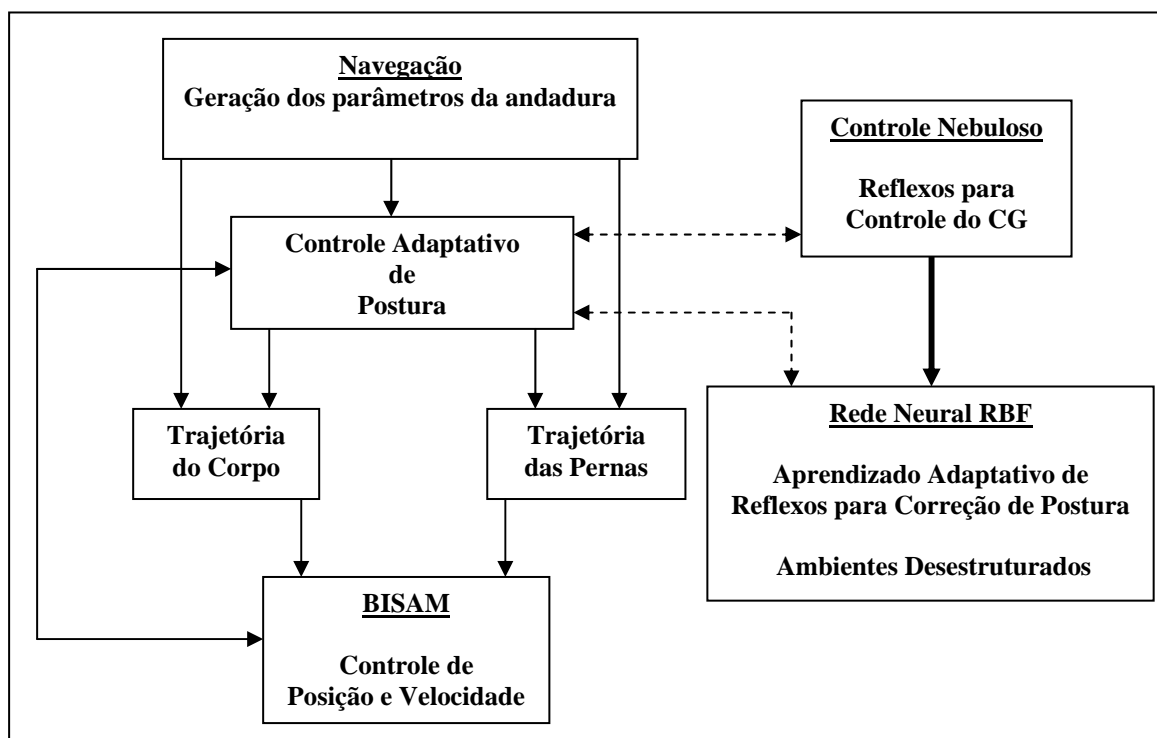 Navegação
Geração dos parâmetros da andadura
Controle Nebuloso
Reflexos para
Controle do CG
Controle Adaptativo
de
Postura
Trajetória
do Corpo
Trajetória
das Pernas
Rede Neural RBF
Aprendizado Adaptativo de
Reflexos para Correção de Postura
Ambientes Desestruturados
BISAM
Controle de
Posição e Velocidade